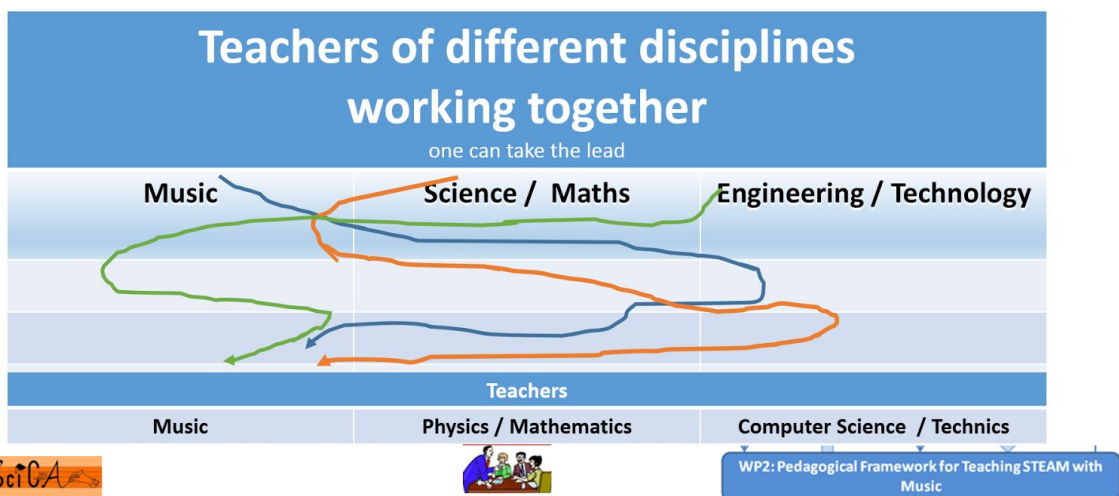 Teachers of different disciplines
working together
one can take the lead
Music
Science / Maths
Engineering / Technology
Teachers
Music
Physics / Mathematics
Computer Science / Technics
WP2: Pedagogical Framework for Teaching STEAM with
Music